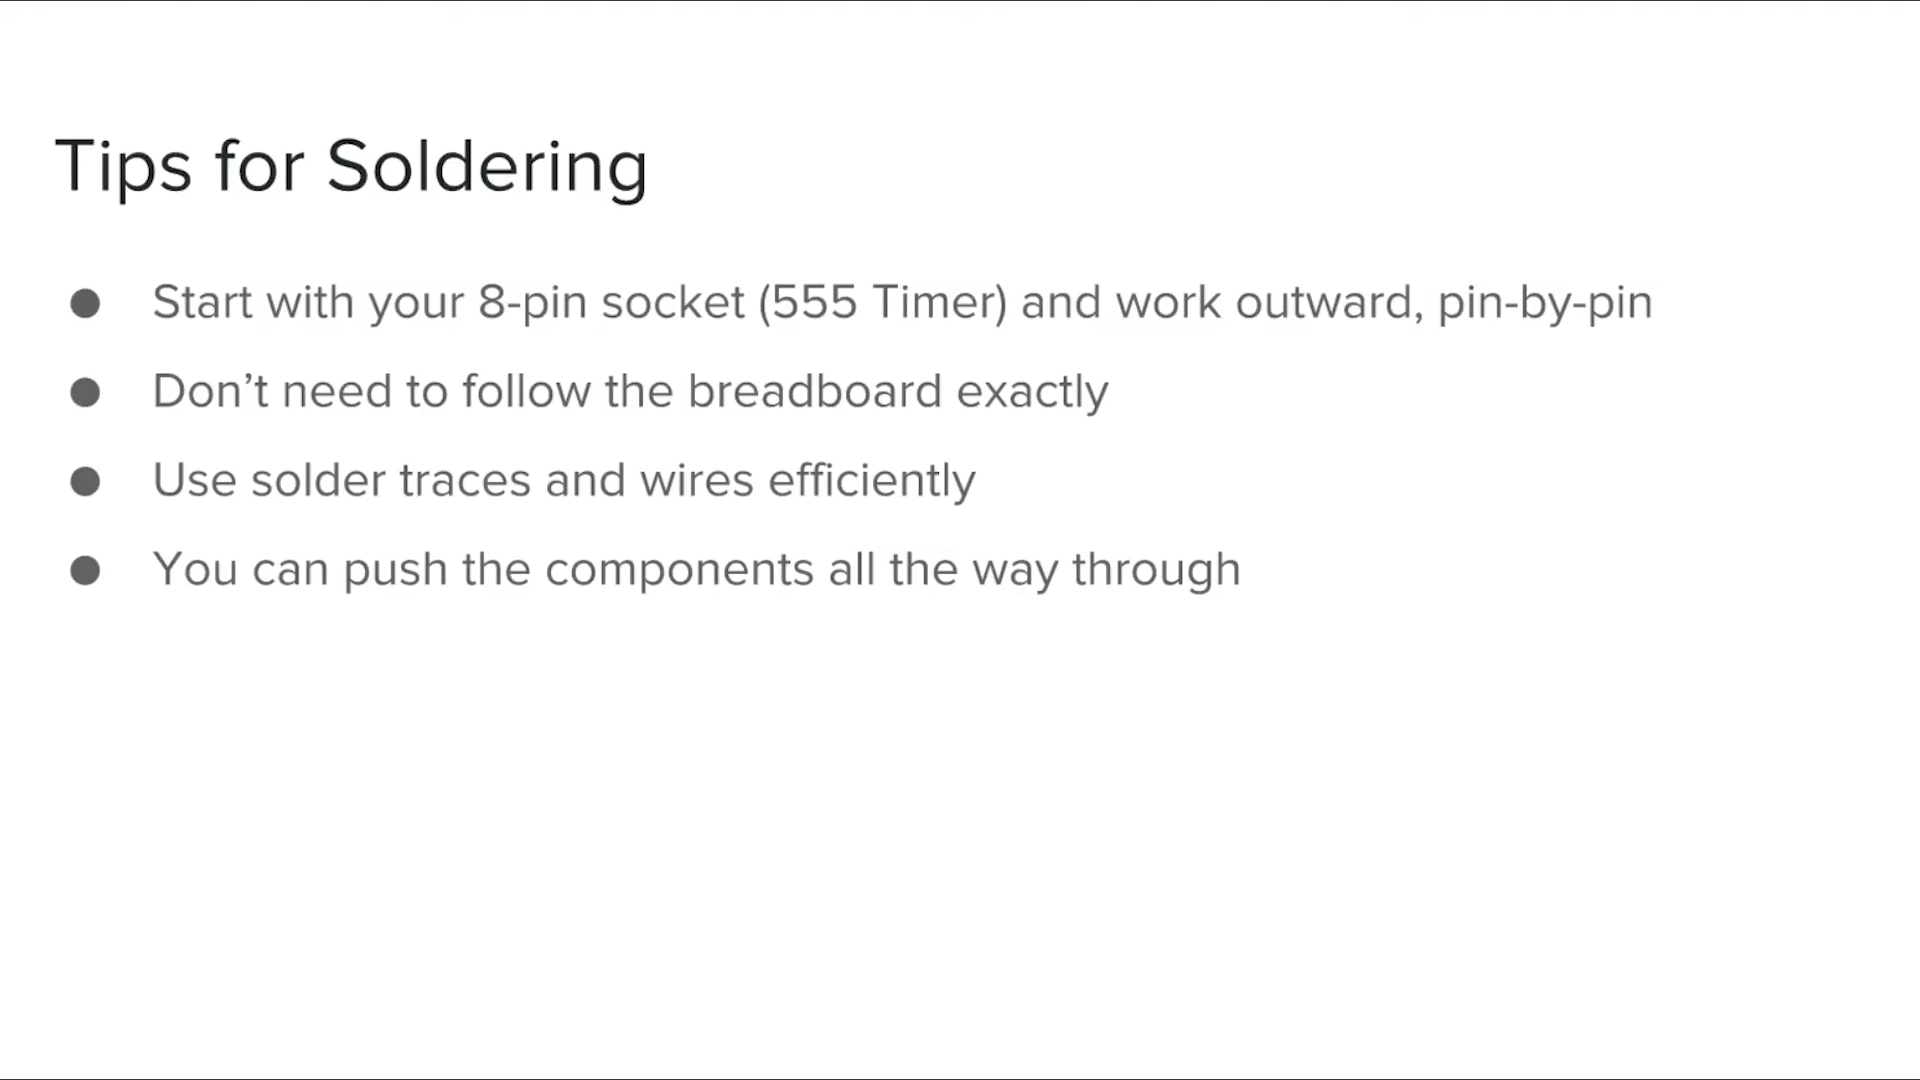 Tips for Soldering
● Start with your 8-pin socket (555 Timer) and work outward, pin-by-pin
● Don’t need to follow the breadboard exactly
● Use solder traces and wires efficiently
● You can push the components all the way through